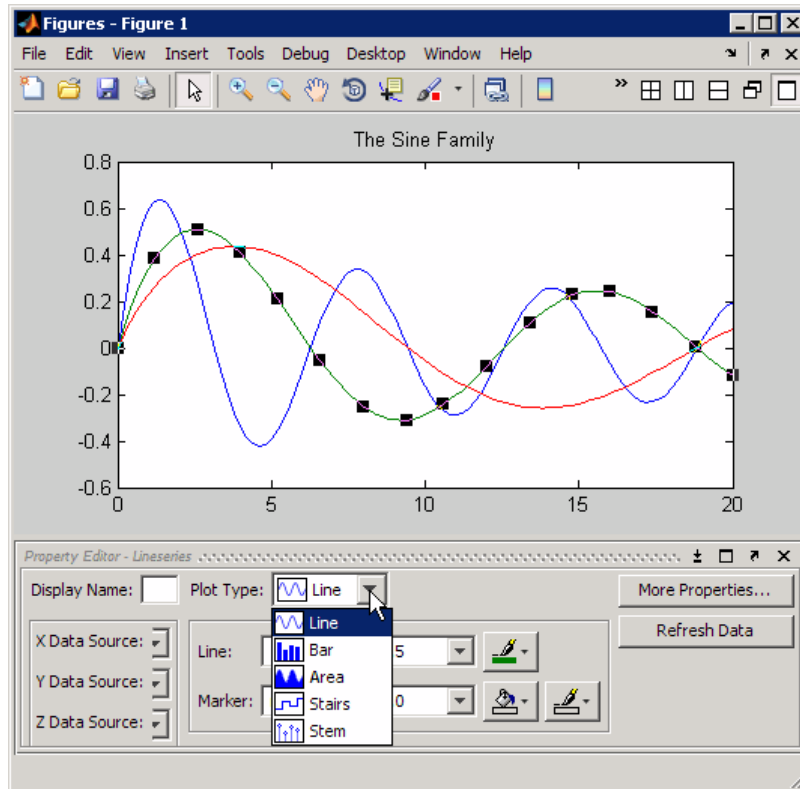 Figures - Figure 1
File Edit View Insert Tools Debug Desktop Window Help
The Sine Family
0.8
0.6
0.4
0.2
0
-0.2
-0.4
-0.6
0 5 10 15 20
Property Editor - Lineseries
Display Name: Plot Type: Line More Properties...
Line
X Data Source: Line: Bar 5 Refresh Data
Y Data Source: Area
Marker: Stairs 0
Z Data Source: Stem